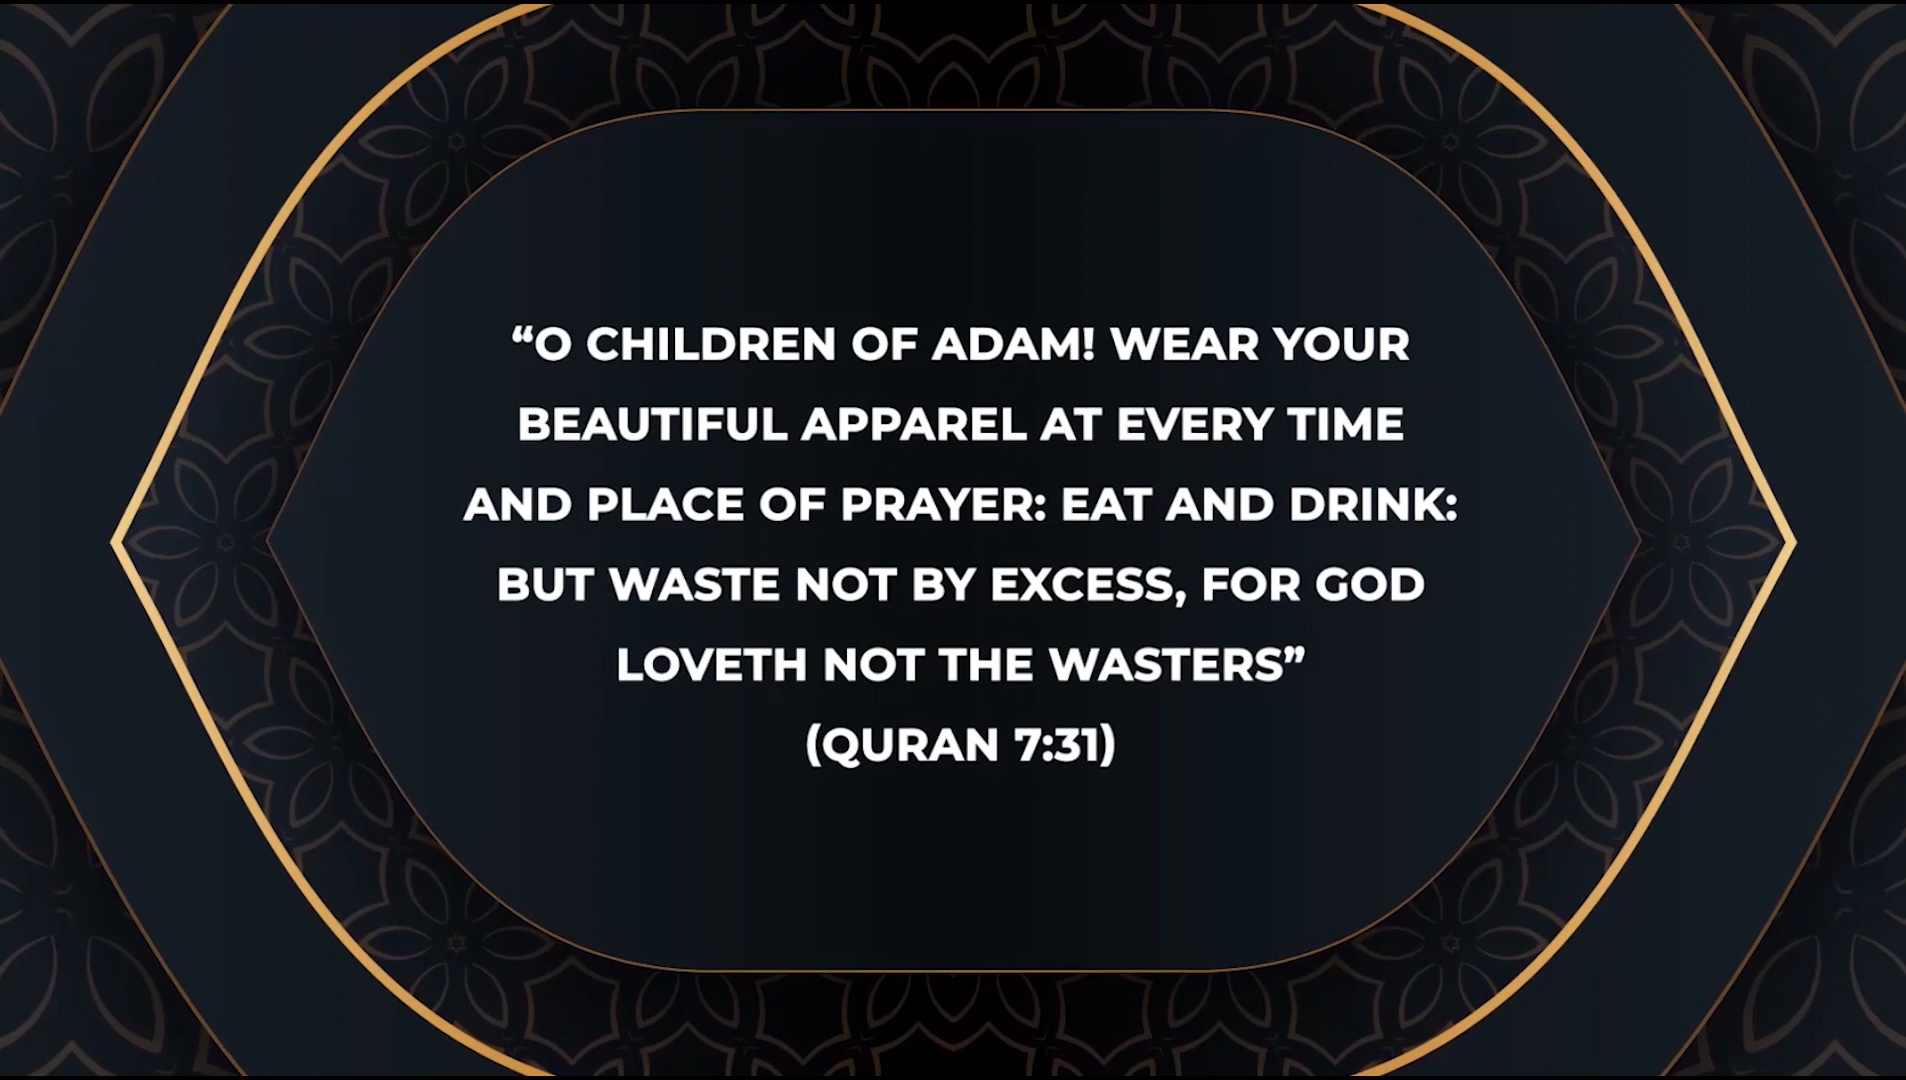 “O CHILDREN OF ADAM! WEAR YOUR
BEAUTIFUL APPAREL AT EVERY TIME
AND PLACE OF PRAYER: EAT AND DRINK:
BUT WASTE NOT BY EXCESS, FOR GOD
LOVETH NOT THE WASTERS”
(QURAN 7:31)